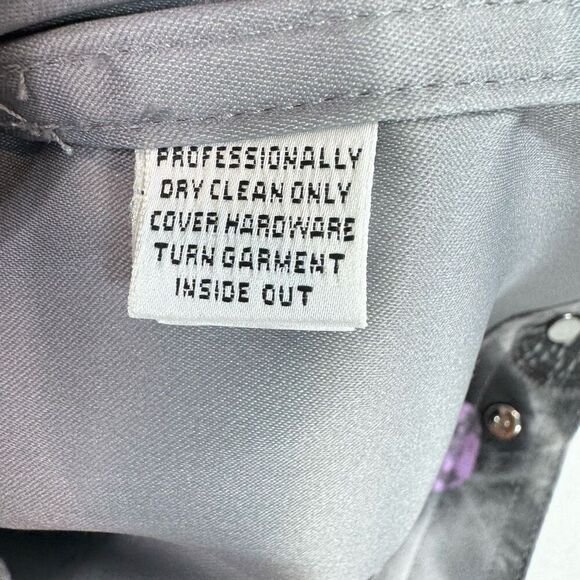 PROFESSIONALLY
DRY CLEAN ONLY
COVER HARDWARE
TURN GARMENT
INSIDE OUT